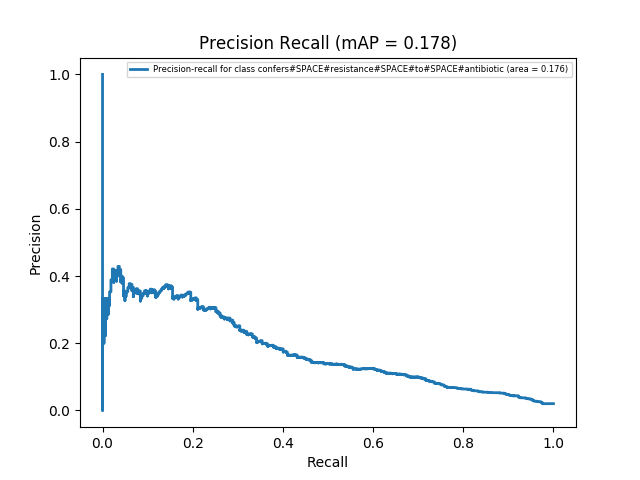 Precision Recall (mAP = 0.178)
Precision-recall for class confers#SPACE#resistance#SPACE#to#SPACE#antibiotic (area = 0.176)
1.0
0.8
0.6
0.4
0.2
0.0
Precision
0.0 0.2 0.4 0.6 0.8 1.0
Recall